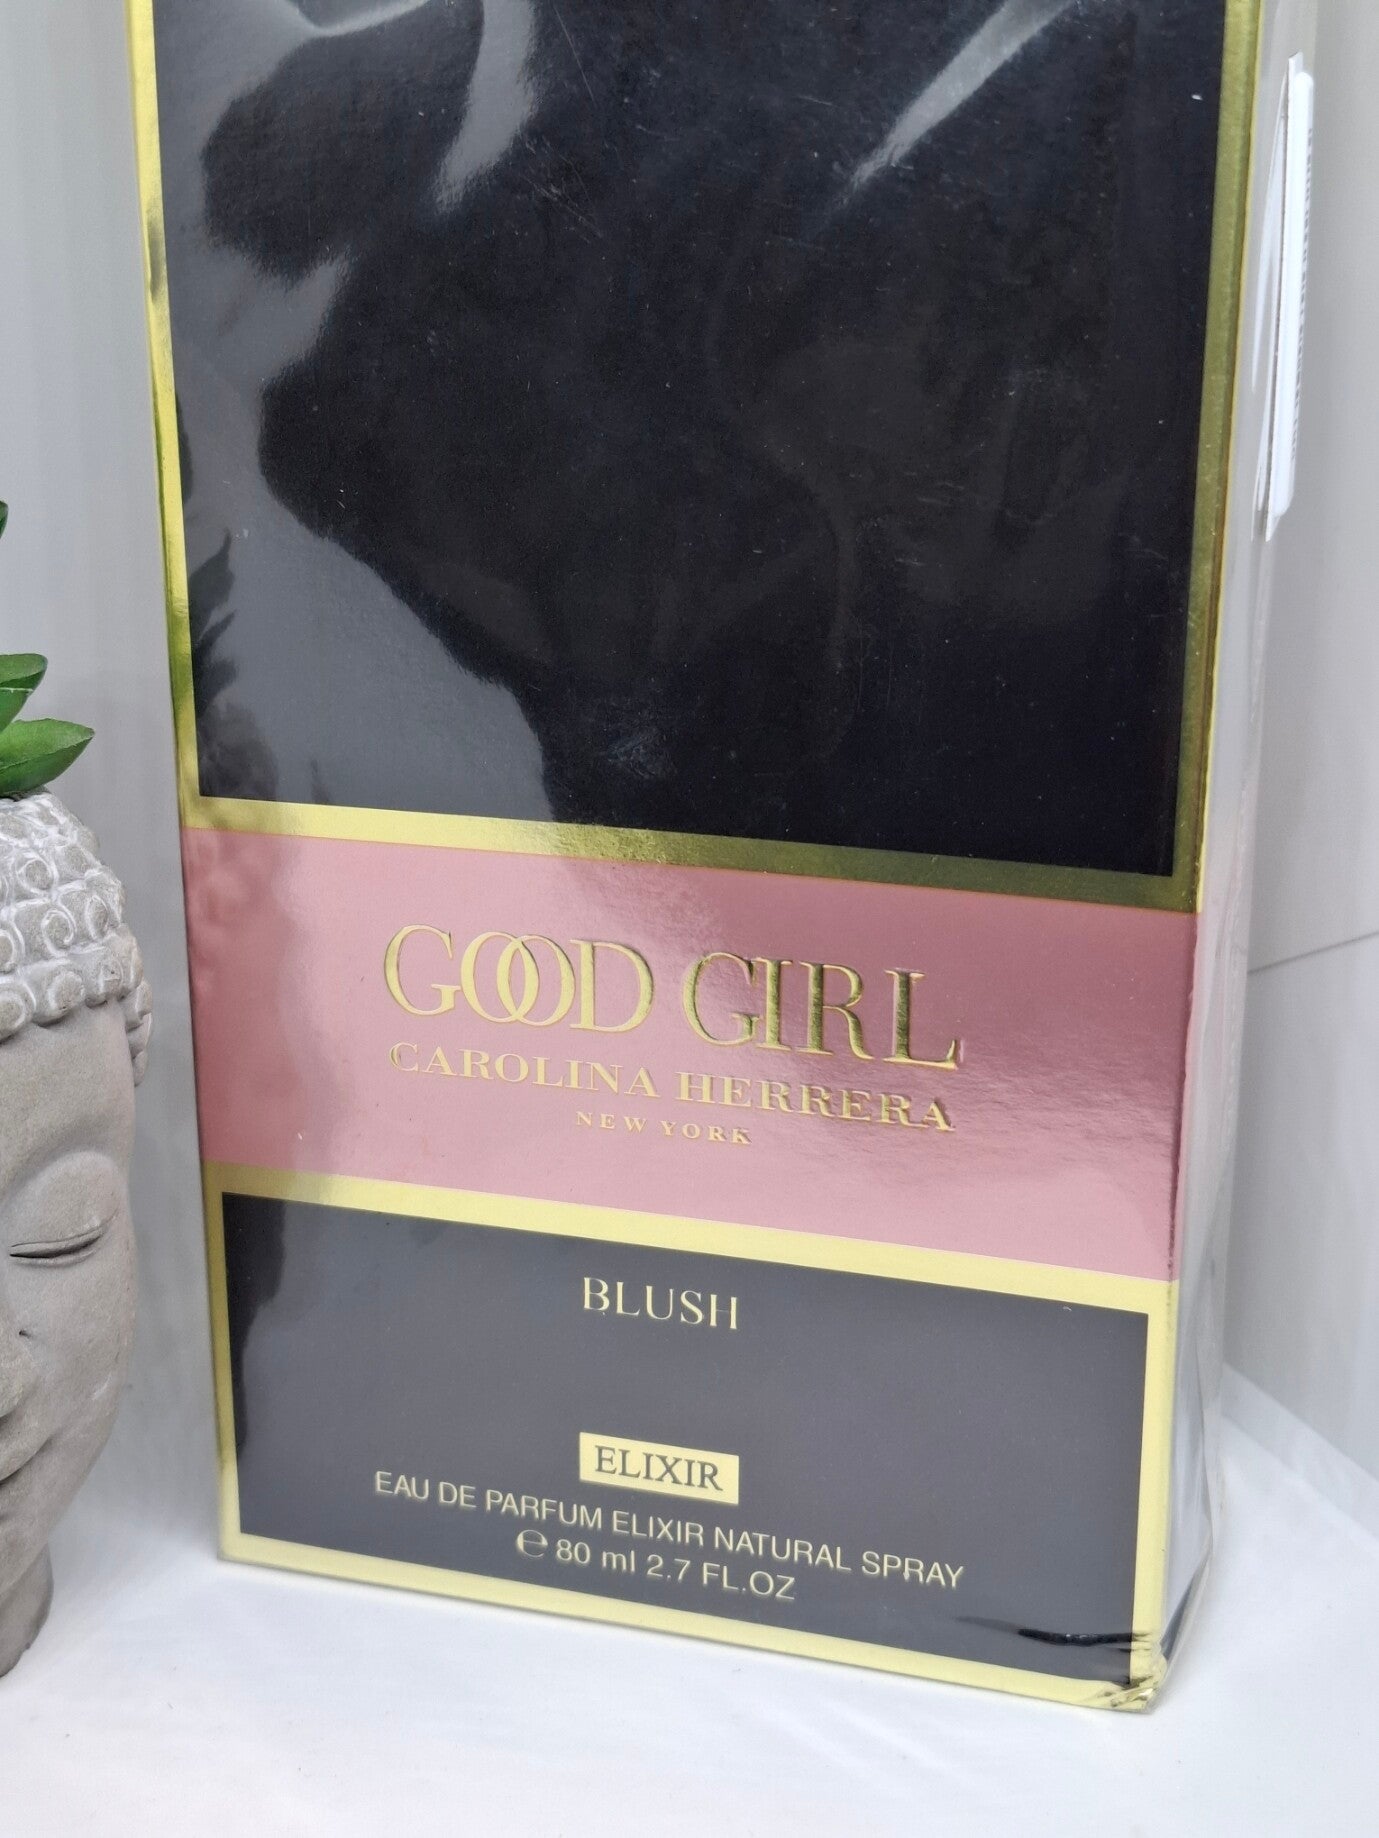 GOOD GIRL
CAROLINA HERRERA
NEW YORK
BLUSH
ELIXIR
EAU DE PARFUM ELIXIR NATURAL SPRAY
℮ 80 ml 2.7 FL.OZ